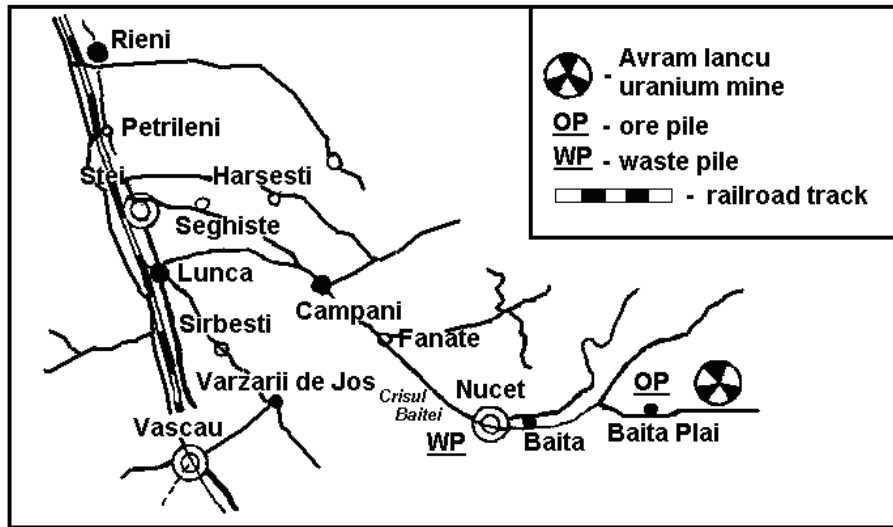 Rieni
Petrileni
Stei
Harsesti
Seghiste
Lunca
Campani
Sirbesti
Fanate
Varzarii de Jos
Crisul
Baitei
Nucet
OP
Vascau
WP
Baita
Baita Plai
- Avram Iancu
uranium mine
OP - ore pile
WP - waste pile
- railroad track